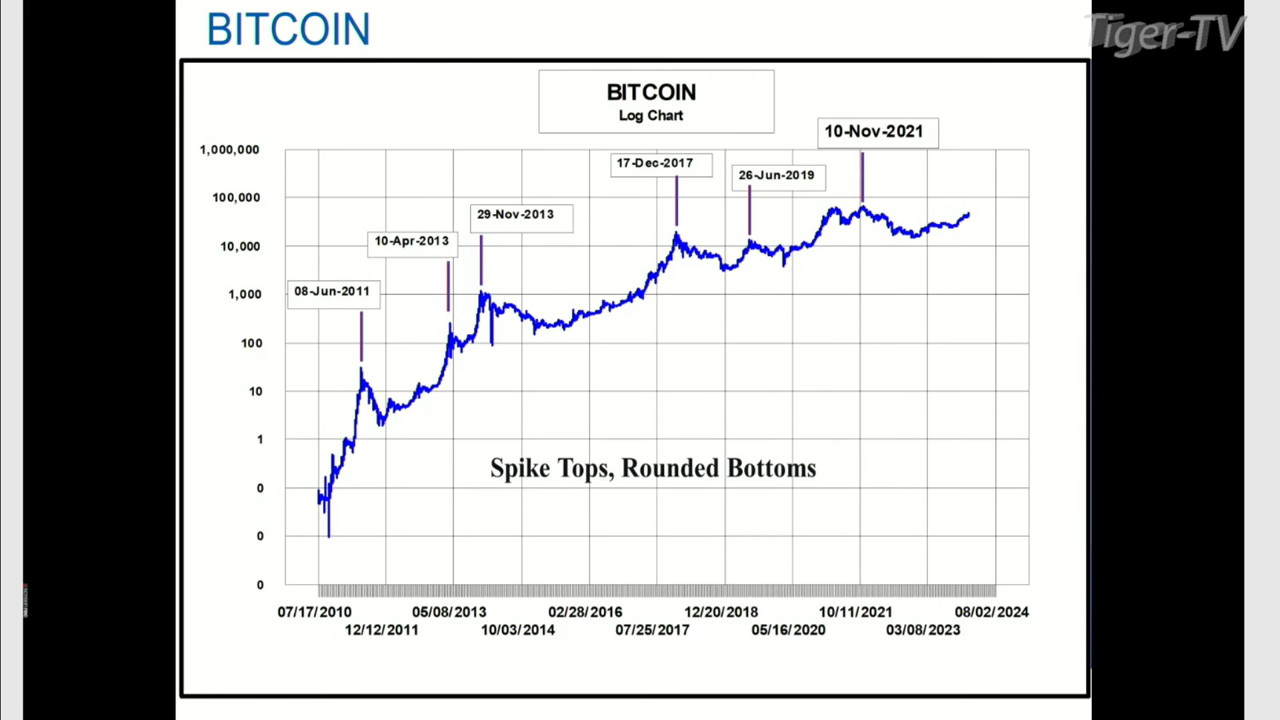 BITCOIN
Tiger-TV
BITCOIN
Log Chart
10-Nov-2021
17-Dec-2017
26-Jun-2019
29-Nov-2013
10-Apr-2013
08-Jun-2011
1,000,000
100,000
10,000
1,000
100
10
1
0
0
0
Spike Tops, Rounded Bottoms
07/17/2010
05/08/2013
02/28/2016
12/20/2018
10/11/2021
08/02/2024
12/12/2011
10/03/2014
07/25/2017
05/16/2020
03/08/2023